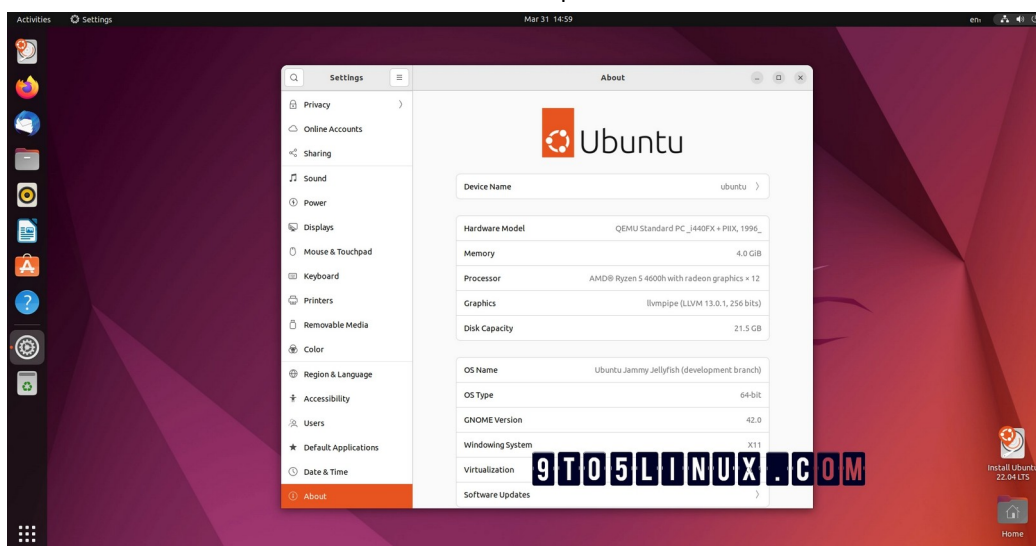 Activities Settings Mar 31 14:59 en₁
Settings About
Privacy
Online Accounts
Sharing
Sound
Power
Displays
Mouse & Touchpad
Keyboard
Printers
Removable Media
Color
Region & Language
Accessibility
Users
Default Applications
Date & Time
About
Ubuntu
Device Name ubuntu
Hardware Model QEMU Standard PC _i440FX + PIIX, 1996_
Memory 4.0 GiB
Processor AMD® Ryzen 5 4600h with radeon graphics × 12
Graphics llvmpipe (LLVM 13.0.1, 256 bits)
Disk Capacity 21.5 GB
OS Name Ubuntu Jammy Jellyfish (development branch)
OS Type 64-bit
GNOME Version 42.0
Windowing System X11
Virtualization
Software Updates
9TO5LINUX.COM
Install Ubuntu
22.04 LTS
Home